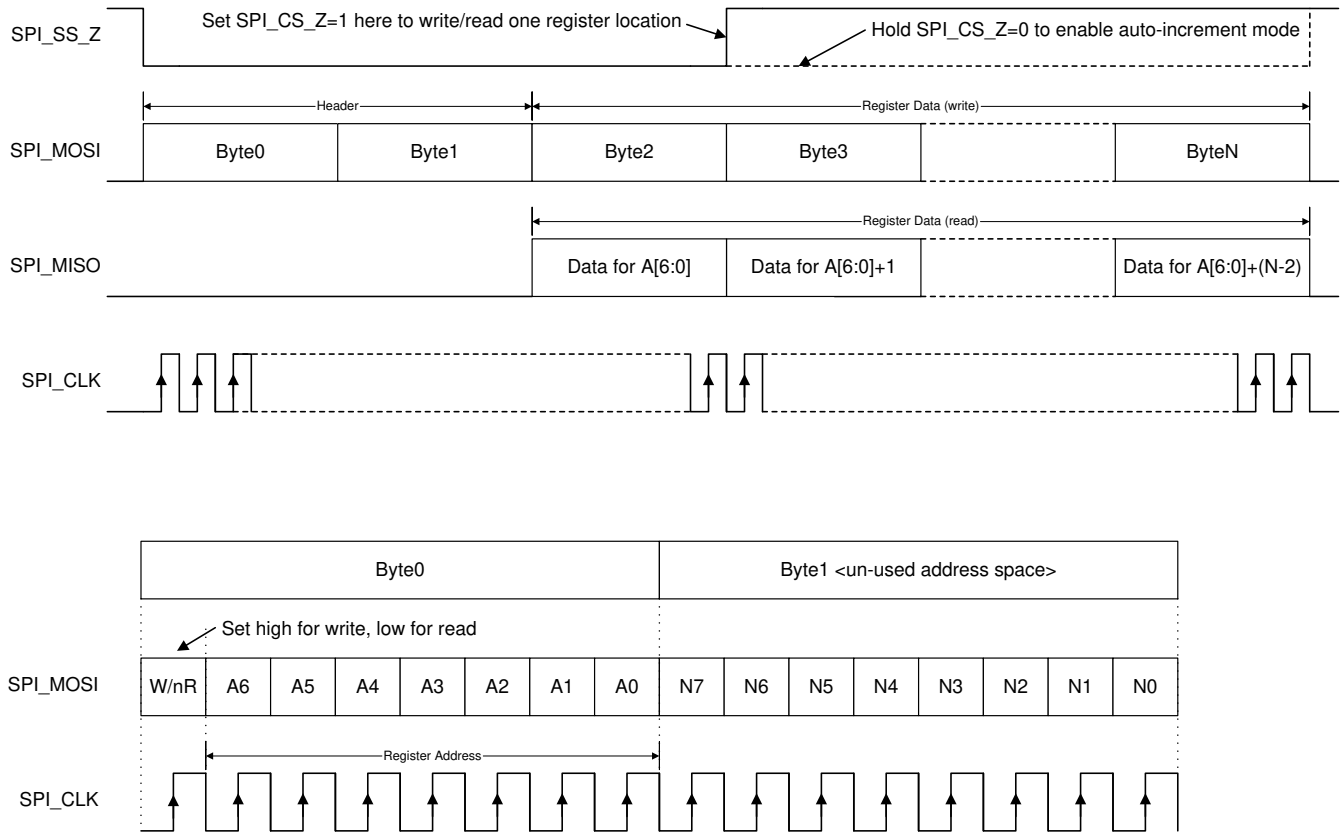 Set SPI_CS_Z=1 here to write/read one register location
SPI_SS_Z
Hold SPI_CS_Z=0 to enable auto-increment mode
Header
Register Data (write)
SPI_MOSI
Byte0
Byte1
Byte2
Byte3
ByteN
Register Data (read)
SPI_MISO
Data for A[6:0]
Data for A[6:0]+1
Data for A[6:0]+(N-2)
SPI_CLK
Byte0
Byte1 <un-used address space>
Set high for write, low for read
SPI_MOSI
W/nR
A6
A5
A4
A3
A2
A1
A0
N7
N6
N5
N4
N3
N2
N1
N0
Register Address
SPI_CLK